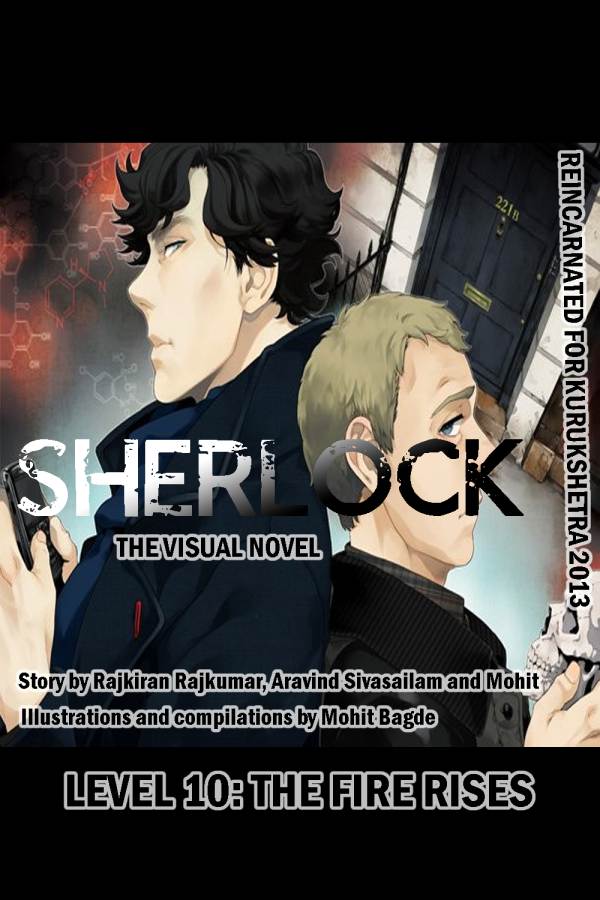 221B
REINCARNATED FOR KURUKSHETRA 2013
SHERLOCK
THE VISUAL NOVEL
Story by Rajkiran Rajkumar, Aravind Sivasailam and Mohit
Illustrations and compilations by Mohit Bagde
LEVEL 10: THE FIRE RISES